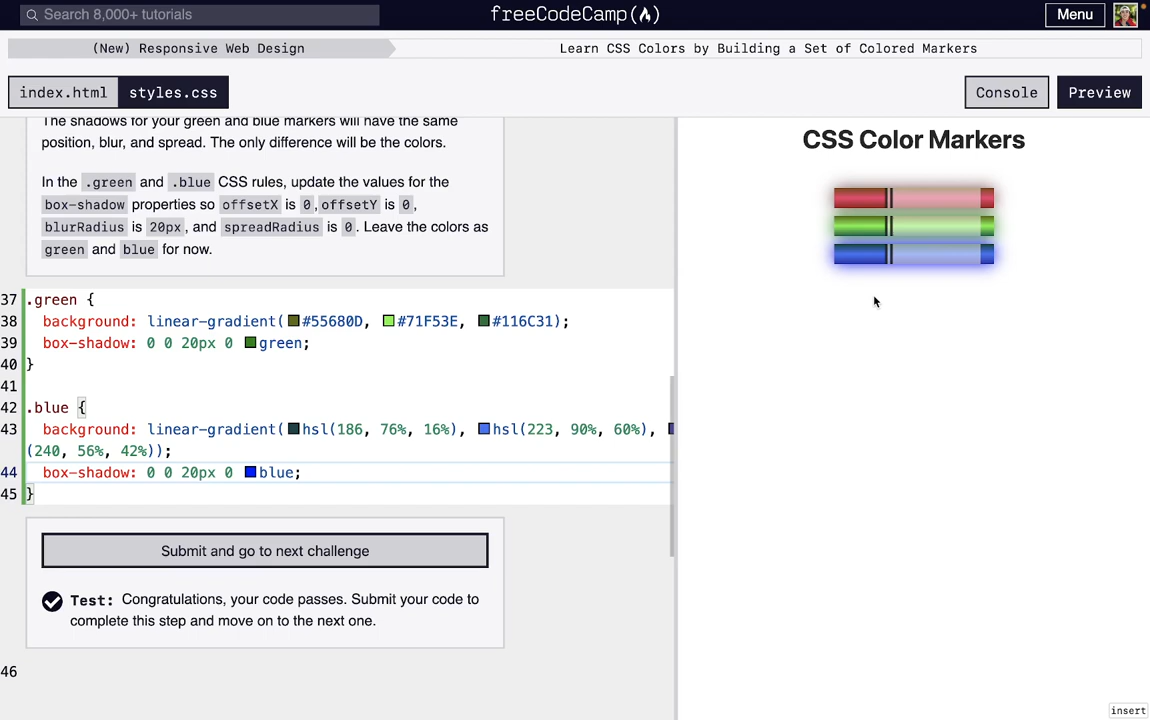 Search 8,000+ tutorials
freeCodeCamp
Menu
(New) Responsive Web Design
Learn CSS Colors by Building a Set of Colored Markers
index.html
styles.css
Console
Preview
The shadows for your green and blue markers will have the same
position, blur, and spread. The only difference will be the colors.
In the .green and .blue CSS rules, update the values for the
box-shadow properties so offsetX is 0, offsetY is 0,
blurRadius is 20px, and spreadRadius is 0. Leave the colors as
green and blue for now.
37 .green {
38 background: linear-gradient(#55680D, #71F53E, #116C31);
39 box-shadow: 0 0 20px 0 green;
40 }
41
42 .blue {
43 background: linear-gradient(hsl(186, 76%, 16%), hsl(223, 90%, 60%),
(240, 56%, 42%));
44 box-shadow: 0 0 20px 0 blue;
45 }
Submit and go to next challenge
Test: Congratulations, your code passes. Submit your code to
complete this step and move on to the next one.
46
CSS Color Markers
insert